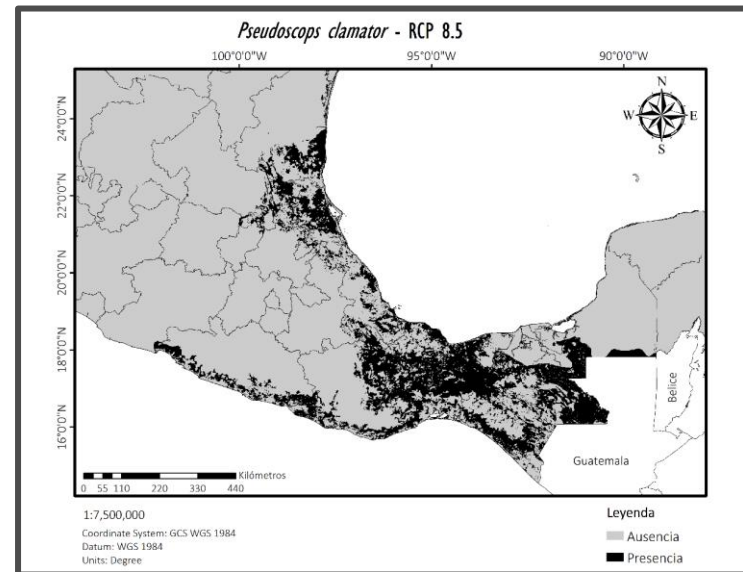 Pseudoscops clamator - RCP 8.5
100°0'0"W 95°0'0"W 90°0'0"W
N
W E
S
24°0'0"N
22°0'0"N
20°0'0"N
18°0'0"N
16°0'0"N
Belice
Guatemala
Kilómetros
0 55 110 220 330 440
1:7,500,000
Coordinate System: GCS WGS 1984
Datum: WGS 1984
Units: Degree
Leyenda
Ausencia
Presencia